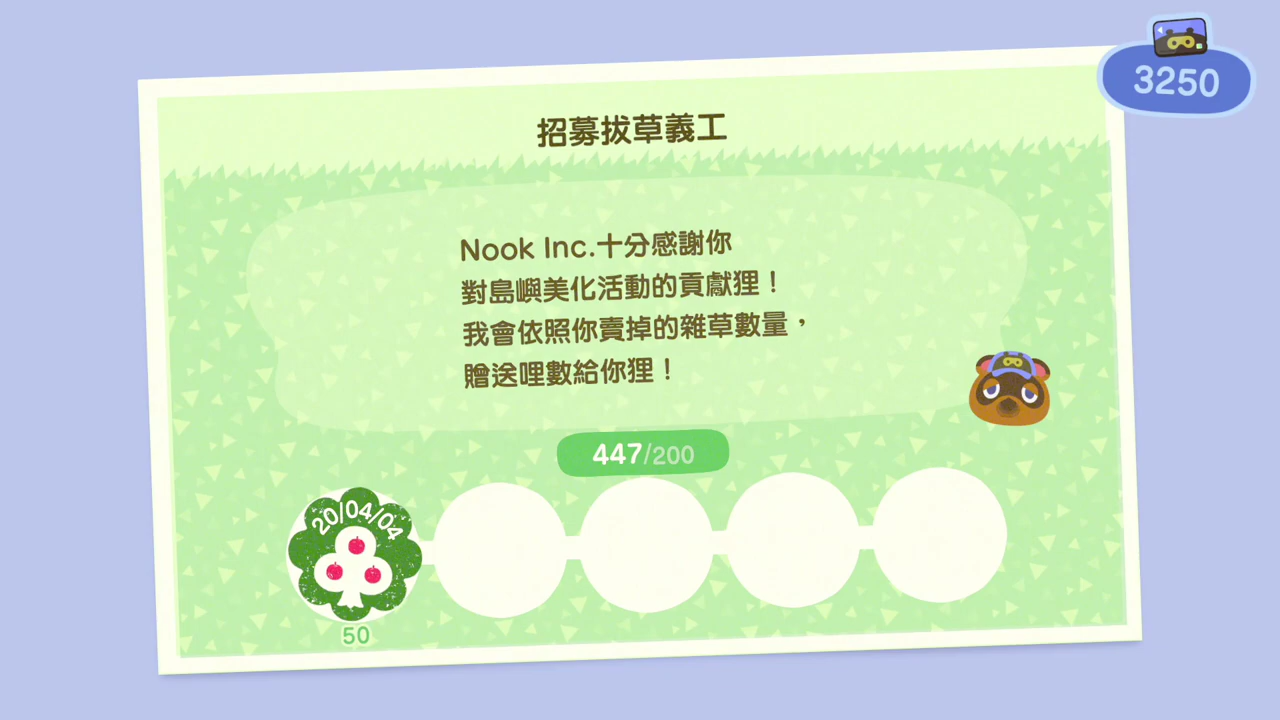 3250
招募拔草義工
Nook Inc.十分感謝你
對島嶼美化活動的貢獻狸！
我會依照你賣掉的雜草數量，
贈送哩數給你狸！
447/200
20/04/04
50